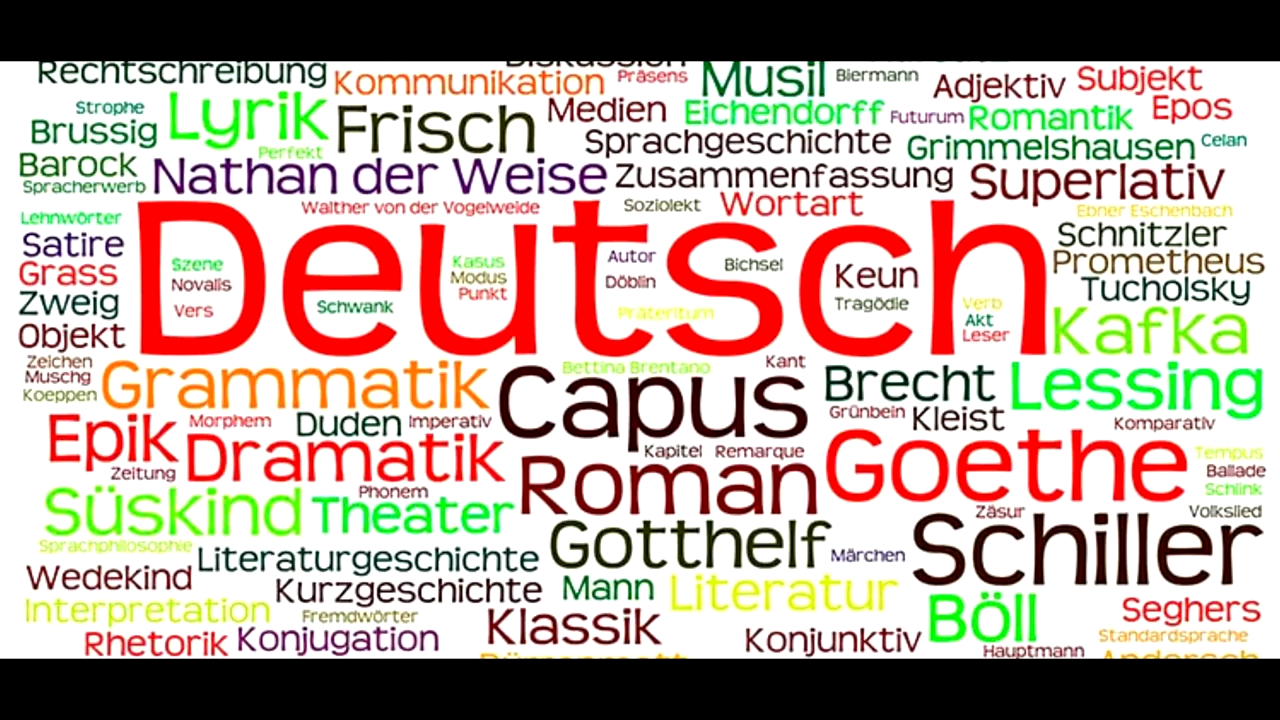 Diskussion
Rechtschreibung Kommunikation Präsens Musil Biermann Adjektiv Subjekt
Strophe Lyrik Frisch Medien Eichendorff Futurum Romantik Epos
Brussig Perfekt Sprachgeschichte Grimmelshausen Celan
Barock Nathan der Weise Zusammenfassung Superlativ
Spracherwerb
Lehnwörter Walther von der Vogelweide Soziolekt Wortart Ebner Eschenbach
Satire Deutsch Schnitzler
Grass Szene Kasus Autor Bichsel Keun Prometheus
Novalis Modus Döblin Tucholsky
Zweig Vers Schwank Punkt Präteritum Tragödie Verb
Objekt Akt Kafka
Leser
Zeichen Grammatik Bettina Brentano Kant
Muschg Capus Brecht Lessing
Koeppen Grünbein Kleist Komparativ
Epik Morphem Duden Imperativ
Dramatik Kapitel Remarque Goethe Tempus
Zeitung Roman Ballade
Phonem Schlink
Süskind Theater Zäsur Volkslied
Sprachphilosophie Literaturgeschichte Gotthelf Märchen Schiller
Wedekind Kurzgeschichte Mann Literatur
Interpretation Fremdwörter Klassik Böll Seghers
Rhetorik Konjugation Konjunktiv Standardsprache
Hauptmann
Dürrenmatt Andersch